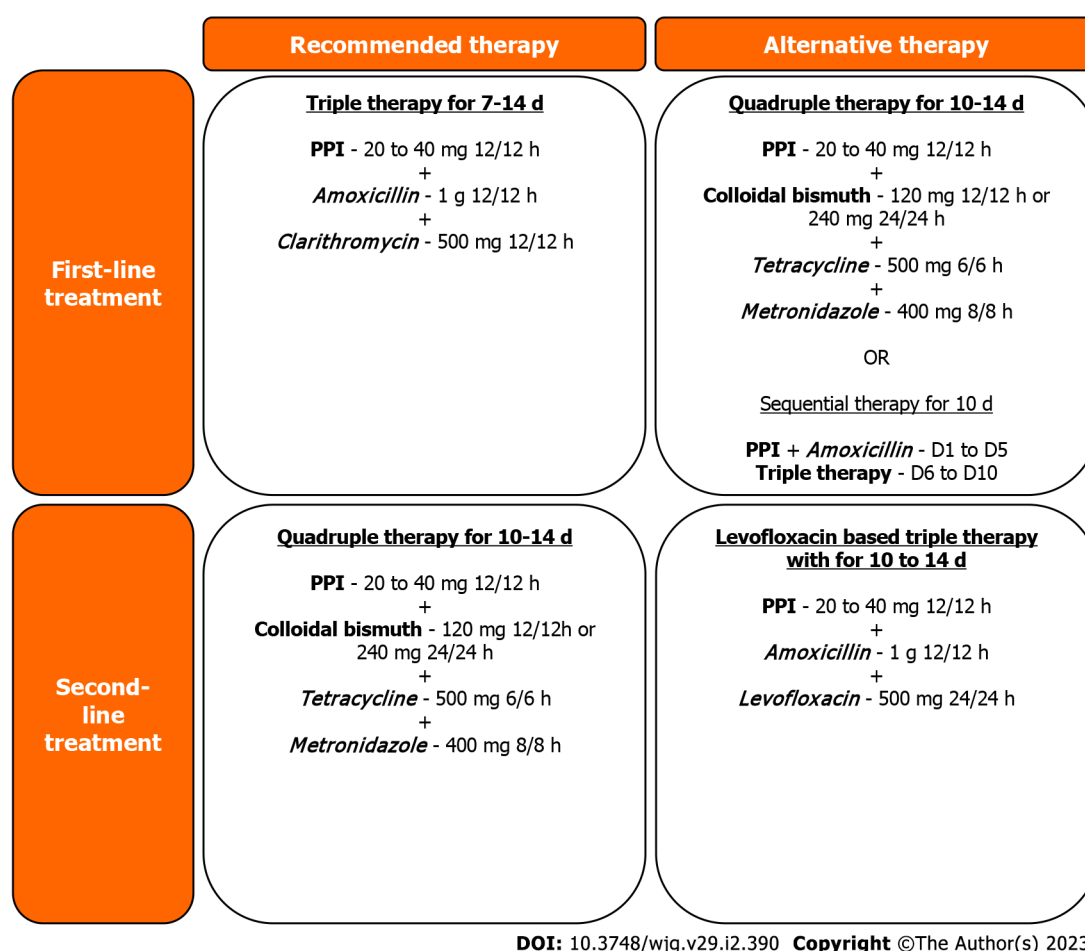 Recommended therapy
Alternative therapy
First-line
treatment
Triple therapy for 7-14 d
PPI - 20 to 40 mg 12/12 h
+
Amoxicillin - 1 g 12/12 h
+
Clarithromycin - 500 mg 12/12 h
Quadruple therapy for 10-14 d
PPI - 20 to 40 mg 12/12 h
+
Colloidal bismuth - 120 mg 12/12 h or
240 mg 24/24 h
+
Tetracycline - 500 mg 6/6 h
+
Metronidazole - 400 mg 8/8 h
OR
Sequential therapy for 10 d
PPI + Amoxicillin - D1 to D5
Triple therapy - D6 to D10
Second-
line
treatment
Quadruple therapy for 10-14 d
PPI - 20 to 40 mg 12/12 h
+
Colloidal bismuth - 120 mg 12/12h or
240 mg 24/24 h
+
Tetracycline - 500 mg 6/6 h
+
Metronidazole - 400 mg 8/8 h
Levofloxacin based triple therapy
with for 10 to 14 d
PPI - 20 to 40 mg 12/12 h
+
Amoxicillin - 1 g 12/12 h
+
Levofloxacin - 500 mg 24/24 h
DOI: 10.3748/wjg.v29.i2.390 Copyright ©The Author(s) 2023